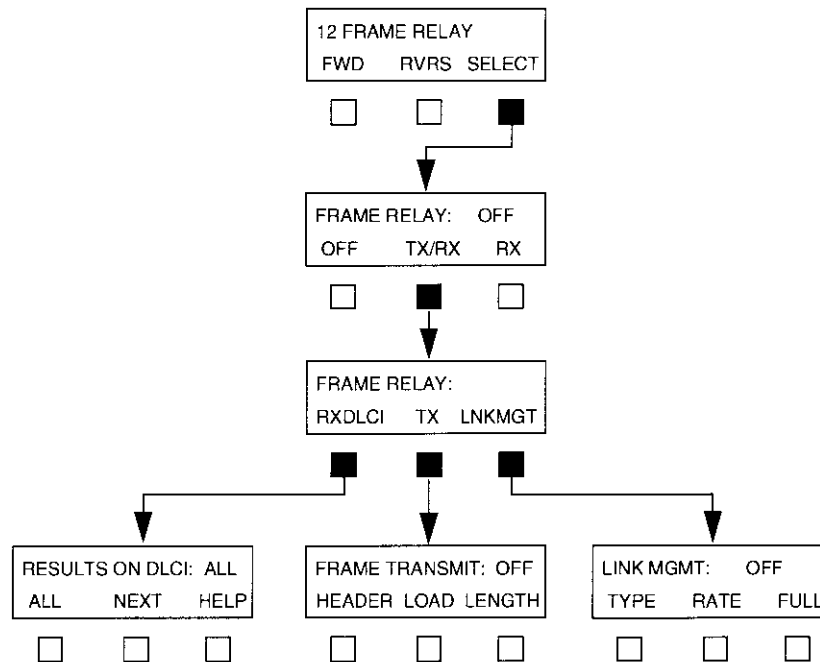 12 FRAME RELAY
FWD RVRS SELECT
FRAME RELAY: OFF
OFF TX/RX RX
FRAME RELAY:
RXDLCI TX LNKMGT
RESULTS ON DLCI: ALL
ALL NEXT HELP
FRAME TRANSMIT: OFF
HEADER LOAD LENGTH
LINK MGMT: OFF
TYPE RATE FULL